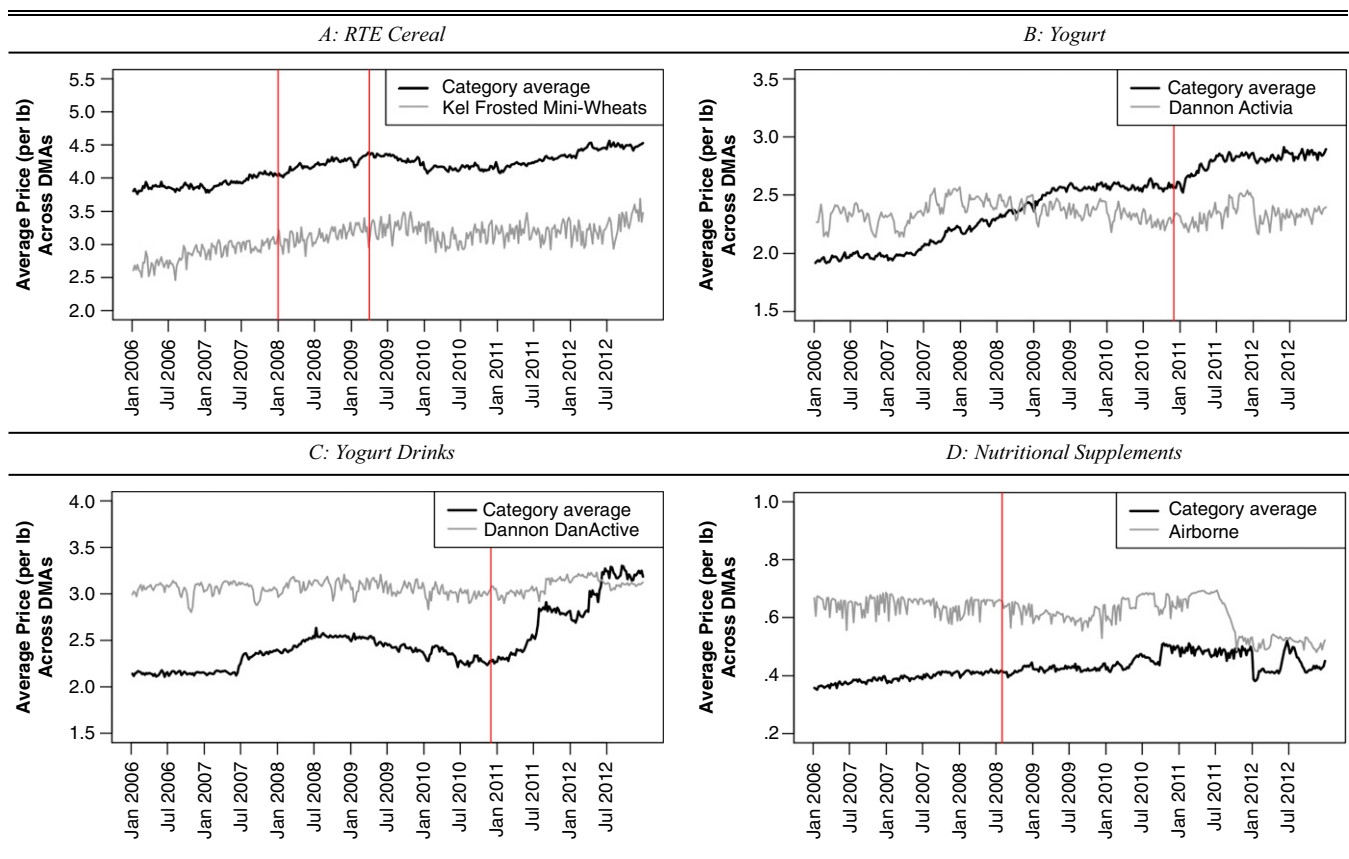 A: RTE Cereal
Average Price (per lb)
Across DMAs
5.5
5.0
4.5
4.0
3.5
3.0
2.5
2.0
Category average
Kel Frosted Mini-Wheats
Jan 2006
Jul 2006
Jan 2007
Jul 2007
Jan 2008
Jul 2008
Jan 2009
Jul 2009
Jan 2010
Jul 2010
Jan 2011
Jul 2011
Jan 2012
Jul 2012
B: Yogurt
Average Price (per lb)
Across DMAs
3.5
3.0
2.5
2.0
1.5
Category average
Dannon Activia
Jan 2006
Jul 2006
Jan 2007
Jul 2007
Jan 2008
Jul 2008
Jan 2009
Jul 2009
Jan 2010
Jul 2010
Jan 2011
Jul 2011
Jan 2012
Jul 2012
C: Yogurt Drinks
Average Price (per lb)
Across DMAs
4.0
3.5
3.0
2.5
2.0
1.5
Category average
Dannon DanActive
Jan 2006
Jul 2006
Jan 2007
Jul 2007
Jan 2008
Jul 2008
Jan 2009
Jul 2009
Jan 2010
Jul 2010
Jan 2011
Jul 2011
Jan 2012
Jul 2012
D: Nutritional Supplements
Average Price (per lb)
Across DMAs
1.0
.8
.6
.4
.2
Category average
Airborne
Jan 2006
Jul 2007
Jan 2007
Jul 2007
Jan 2008
Jul 2008
Jan 2009
Jul 2009
Jan 2010
Jul 2010
Jan 2011
Jul 2011
Jan 2012
Jul 2012